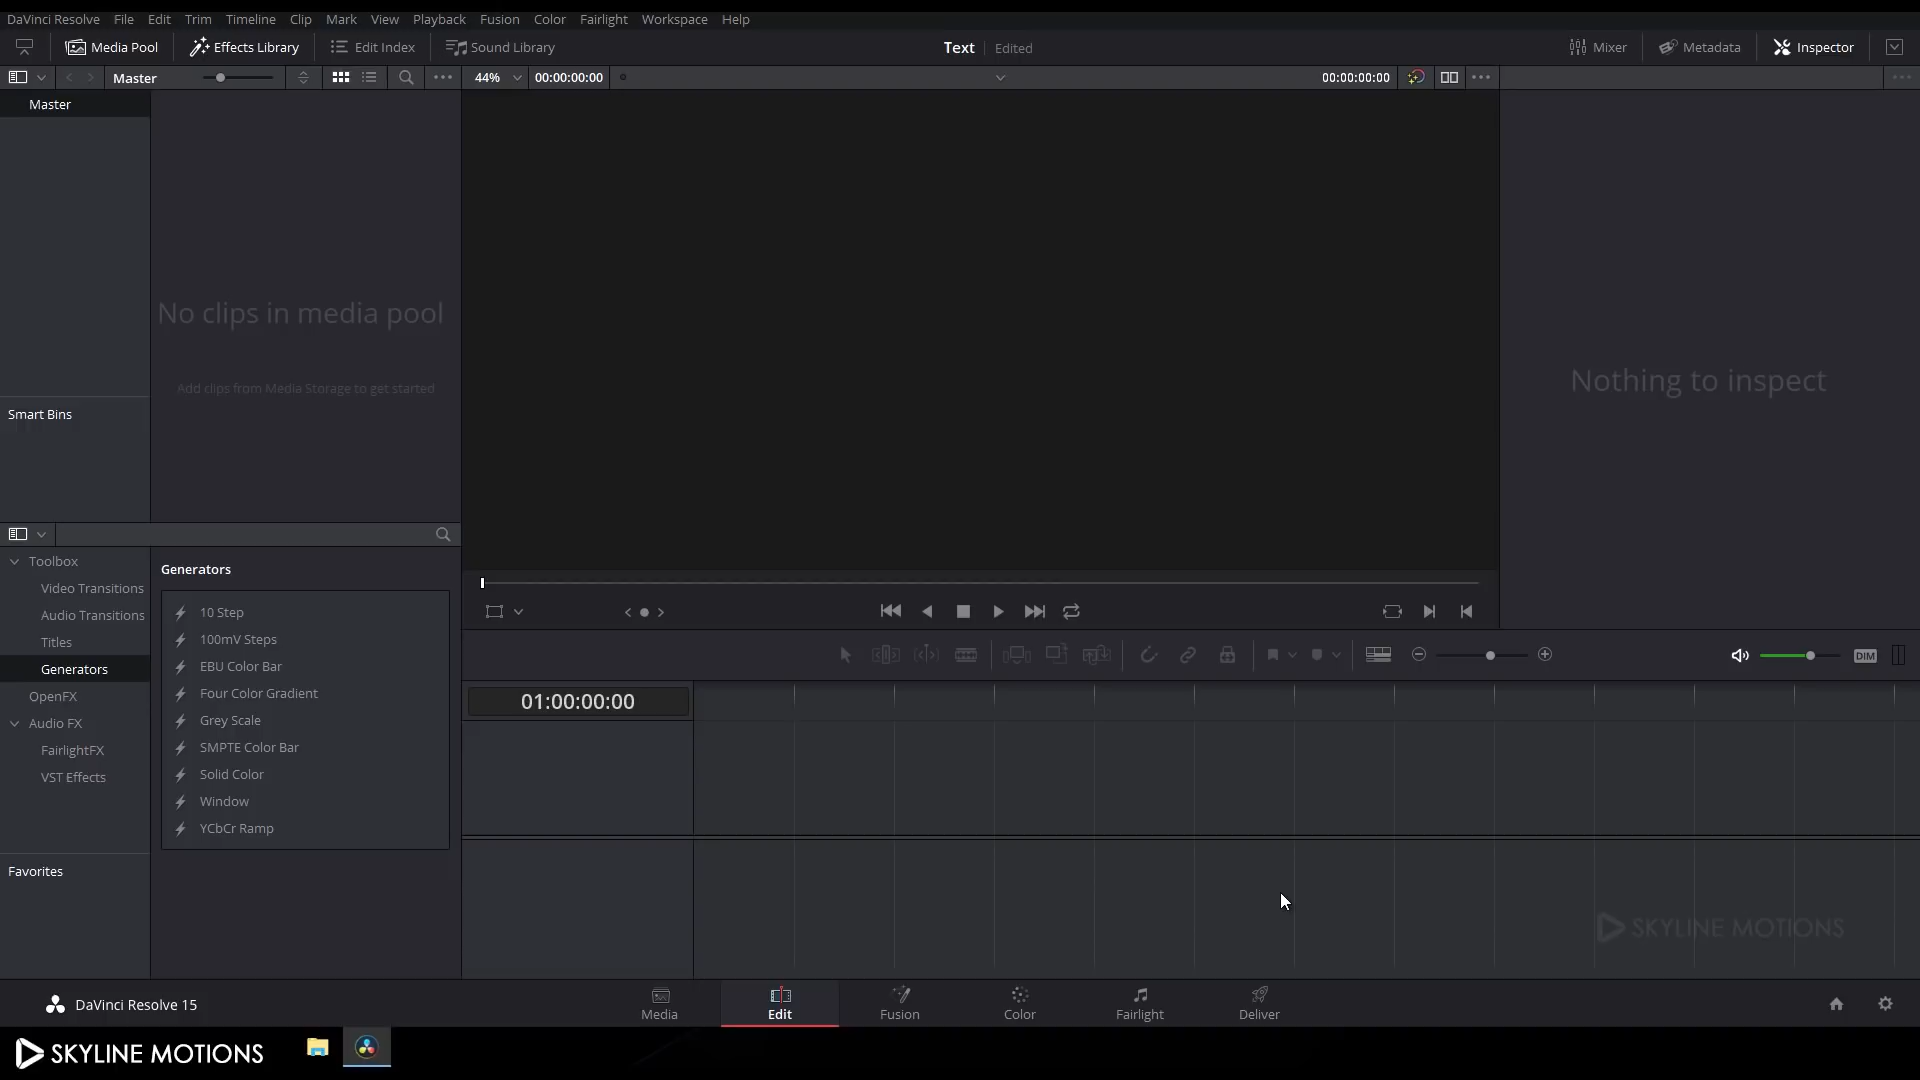 DaVinci Resolve File Edit Trim Timeline Clip Mark View Playback Fusion Color Fairlight Workspace Help
Media Pool Effects Library Edit Index Sound Library Text Edited Mixer Metadata Inspector
Master 44% 00:00:00:00 00:00:00:00
Master
No clips in media pool
Add clips from Media Storage to get started
Nothing to inspect
Smart Bins
Toolbox
Video Transitions
Audio Transitions
Titles
Generators
OpenFX
Audio FX
FairlightFX
VST Effects
Favorites
Generators
10 Step
100mV Steps
EBU Color Bar
Four Color Gradient
Grey Scale
SMPTE Color Bar
Solid Color
Window
YCbCr Ramp
DIM
01:00:00:00
SKYLINE MOTIONS
DaVinci Resolve 15
Media Edit Fusion Color Fairlight Deliver
SKYLINE MOTIONS